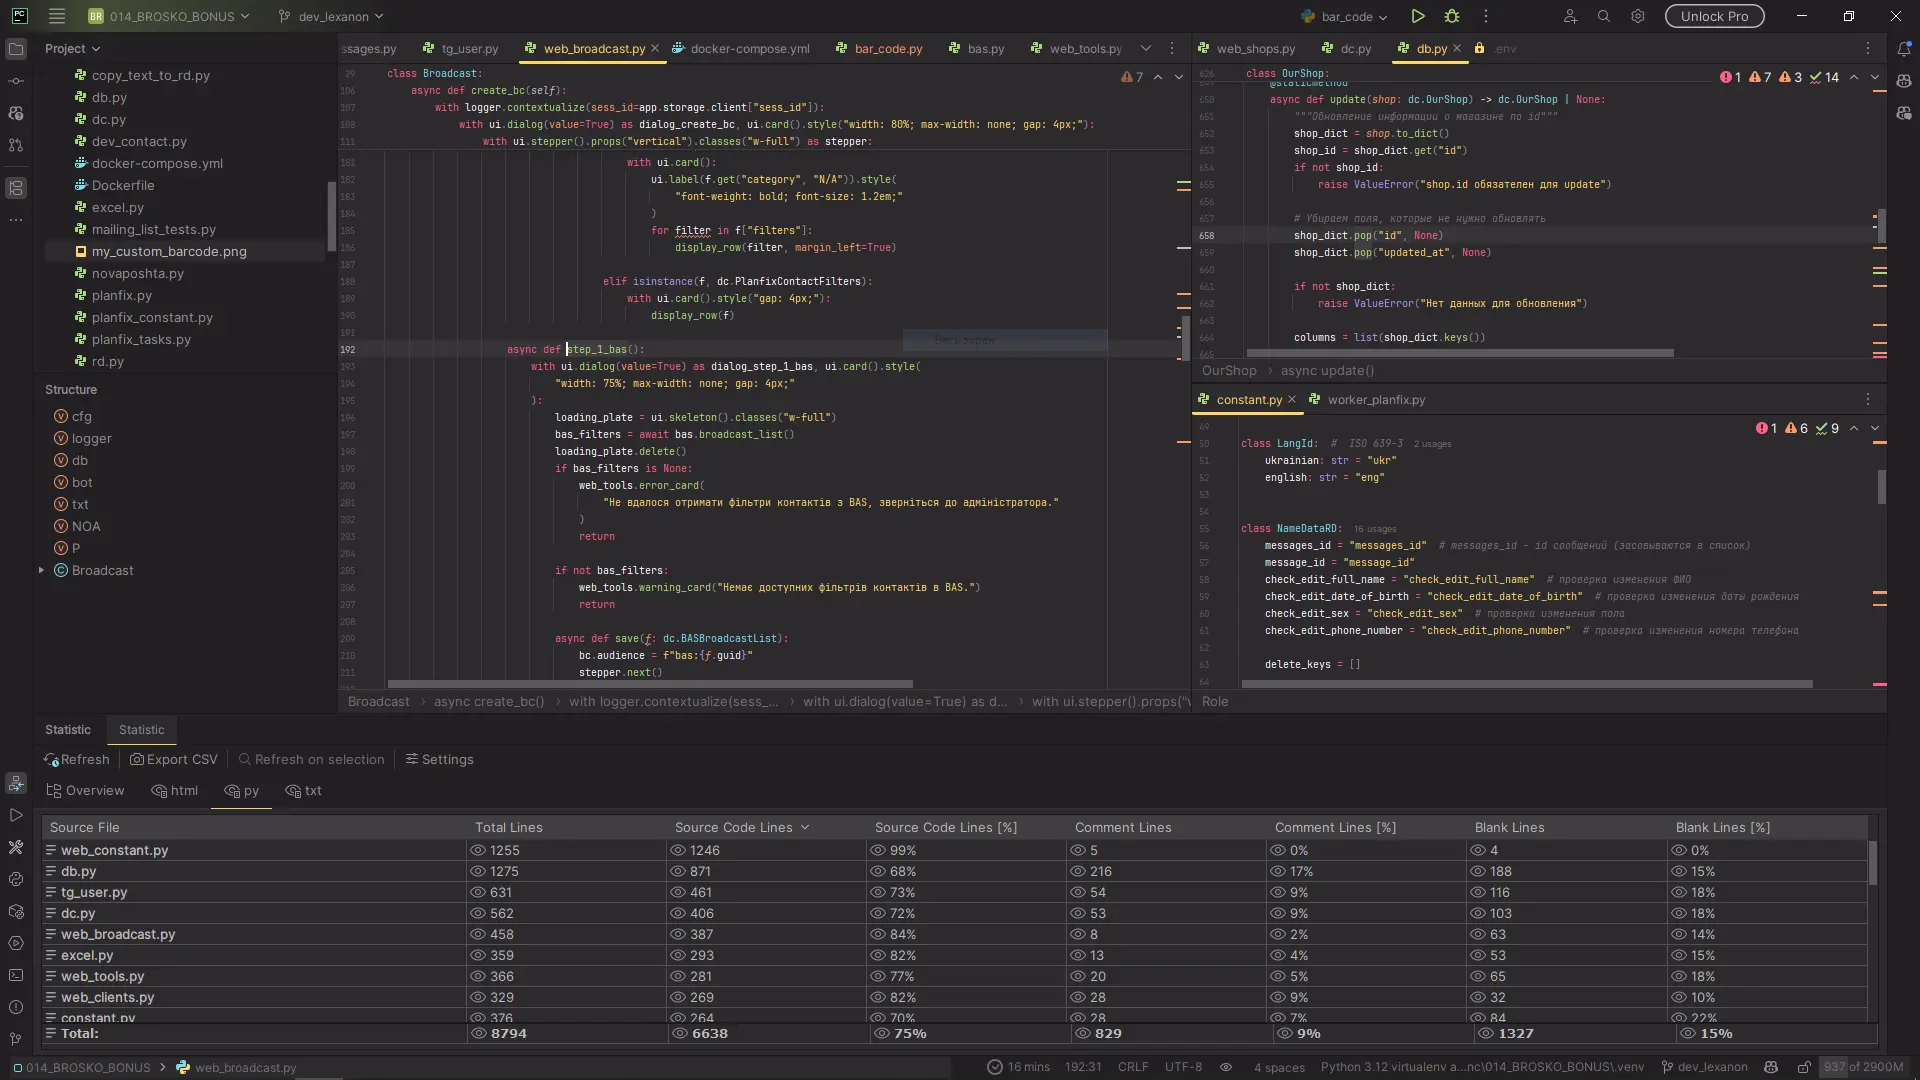 PC
BR 014_BROSKO_BONUS
dev_lexanon
bar_code
Unlock Pro
Project
copy_text_to_rd.py
db.py
dc.py
dev_contact.py
docker-compose.yml
Dockerfile
excel.py
mailing_list_tests.py
my_custom_barcode.png
novaposhta.py
planfix.py
planfix_constant.py
planfix_tasks.py
rd.py
Structure
cfg
logger
db
bot
txt
NOA
P
Broadcast
ssages.py
tg_user.py
web_broadcast.py
docker-compose.yml
bar_code.py
bas.py
web_tools.py
7
29 class Broadcast:
106 async def create_bc(self):
107 with logger.contextualize(sess_id=app.storage.client["sess_id"]):
108 with ui.dialog(value=True) as dialog_create_bc, ui.card().style("width: 80%; max-width: none; gap: 4px;"):
111 with ui.stepper().props("vertical").classes("w-full") as stepper:
181 with ui.card():
182 ui.label(f.get("category", "N/A")).style(
183 "font-weight: bold; font-size: 1.2em;"
184 )
185 for filter in f["filters"]:
186 display_row(filter, margin_left=True)
187
188 elif isinstance(f, dc.PlanfixContactFilters):
189 with ui.card().style("gap: 4px;"):
190 display_row(f)
191
Весь экран
192 async def step_1_bas():
193 with ui.dialog(value=True) as dialog_step_1_bas, ui.card().style(
194 "width: 75%; max-width: none; gap: 4px;"
195 ):
196 loading_plate = ui.skeleton().classes("w-full")
197 bas_filters = await bas.broadcast_list()
198 loading_plate.delete()
199 if bas_filters is None:
200 web_tools.error_card(
201 "Не вдалося отримати фільтри контактів з BAS, зверніться до адміністратора."
202 )
203 return
204
205 if not bas_filters:
206 web_tools.warning_card("Немає доступних фільтрів контактів в BAS.")
207 return
208
209 async def save(f: dc.BASBroadcastList):
210 bc.audience = f"bas:{f.guid}"
211 stepper.next()
Broadcast > async create_bc() > with logger.contextualize(sess_... > with ui.dialog(value=True) as d... > with ui.stepper().props("v
web_shops.py
dc.py
db.py
.env
1 7 3 14
626 class OurShop:
649 @staticmethod
650 async def update(shop: dc.OurShop) -> dc.OurShop | None:
651 """Обновление информации о магазине по id"""
652 shop_dict = shop.to_dict()
653 shop_id = shop_dict.get("id")
654 if not shop_id:
655 raise ValueError("shop.id обязателен для update")
656
657 # Убираем поля, которые не нужно обновлять
658 shop_dict.pop("id", None)
659 shop_dict.pop("updated_at", None)
660
661 if not shop_dict:
662 raise ValueError("Нет данных для обновления")
663
664 columns = list(shop_dict.keys())
665
OurShop > async update()
constant.py
worker_planfix.py
1 6 9
49
50 class LangId: # ISO 639-3 2 usages
51 ukrainian: str = "ukr"
52 english: str = "eng"
53
54
55 class NameDataRD: 16 usages
56 messages_id = "messages_id" # messages_id - id сообщений (засовываются в список)
57 message_id = "message_id"
58 check_edit_full_name = "check_edit_full_name" # проверка изменения ФИО
59 check_edit_date_of_birth = "check_edit_date_of_birth" # проверка изменения даты рождения
60 check_edit_sex = "check_edit_sex" # проверка изменения пола
61 check_edit_phone_number = "check_edit_phone_number" # проверка изменения номера телефона
62
63 delete_keys = []
64
Role
Statistic
Statistic
Refresh
Export CSV
Refresh on selection
Settings
Overview
html
py
txt
Source File Total Lines Source Code Lines Source Code Lines [%] Comment Lines Comment Lines [%] Blank Lines Blank Lines [%]
web_constant.py 1255 1246 99% 5 0% 4 0%
db.py 1275 871 68% 216 17% 188 15%
tg_user.py 631 461 73% 54 9% 116 18%
dc.py 562 406 72% 53 9% 103 18%
web_broadcast.py 458 387 84% 8 2% 63 14%
excel.py 359 293 82% 13 4% 53 15%
web_tools.py 366 281 77% 20 5% 65 18%
web_clients.py 329 269 82% 28 9% 32 10%
constant.py 376 264 70% 28 7% 84 22%
Total: 8794 6638 75% 829 9% 1327 15%
014_BROSKO_BONUS > web_broadcast.py
16 mins
192:31
CRLF
UTF-8
4 spaces
Python 3.12 virtualenv a...nc\014_BROSKO_BONUS\.venv
dev_lexanon
937 of 2900M